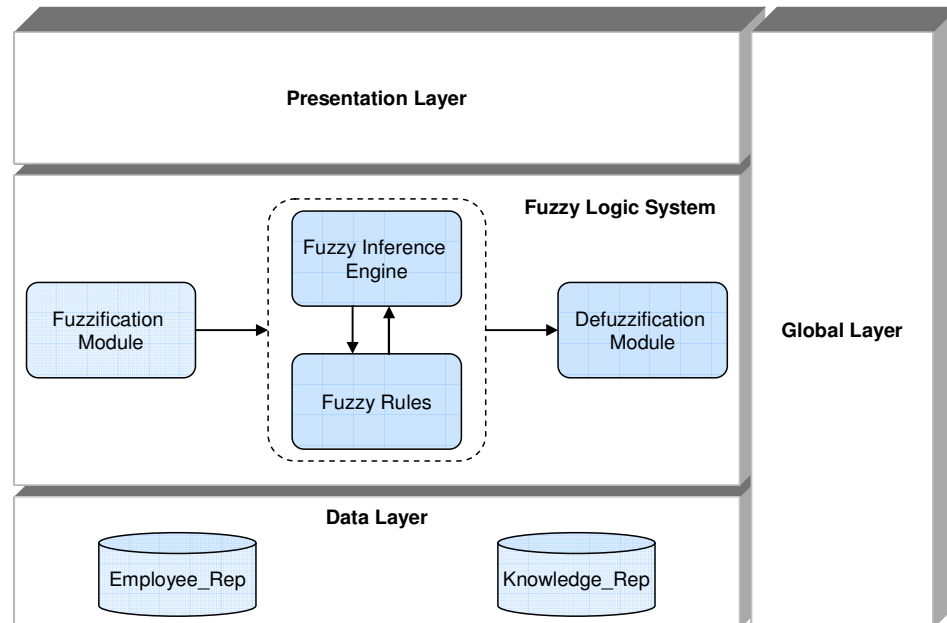 Presentation Layer
Fuzzy Logic System
Fuzzy Inference
Engine
Fuzzification
Module
Defuzzification
Module
Global Layer
Fuzzy Rules
Data Layer
Employee_Rep
Knowledge_Rep